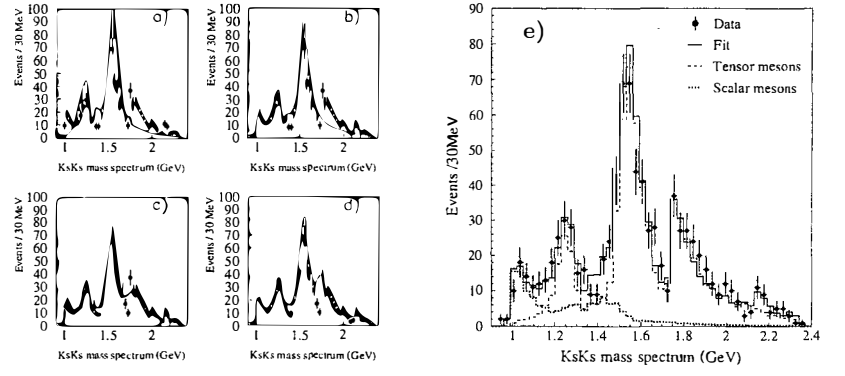 a)
100
90
80
70
60
50
40
30
20
10
0
Events / 30 MeV
1 1.5 2
KsKs mass spectrum (GeV)
b)
100
90
80
70
60
50
40
30
20
10
0
Events / 30 MeV
1 1.5 2
KsKs mass spectrum (GeV)
c)
100
90
80
70
60
50
40
30
20
10
0
Events / 30 MeV
1 1.5 2
KsKs mass spectrum (GeV)
d)
100
90
80
70
60
50
40
30
20
10
0
Events / 30 MeV
1 1.5 2
KsKs mass spectrum (GeV)
e)
Data
Fit
Tensor mesons
Scalar mesons
90
80
70
60
50
40
30
20
10
0
Events /30MeV
1 1.2 1.4 1.6 1.8 2 2.2 2.4
KsKs mass spectrum (GeV)